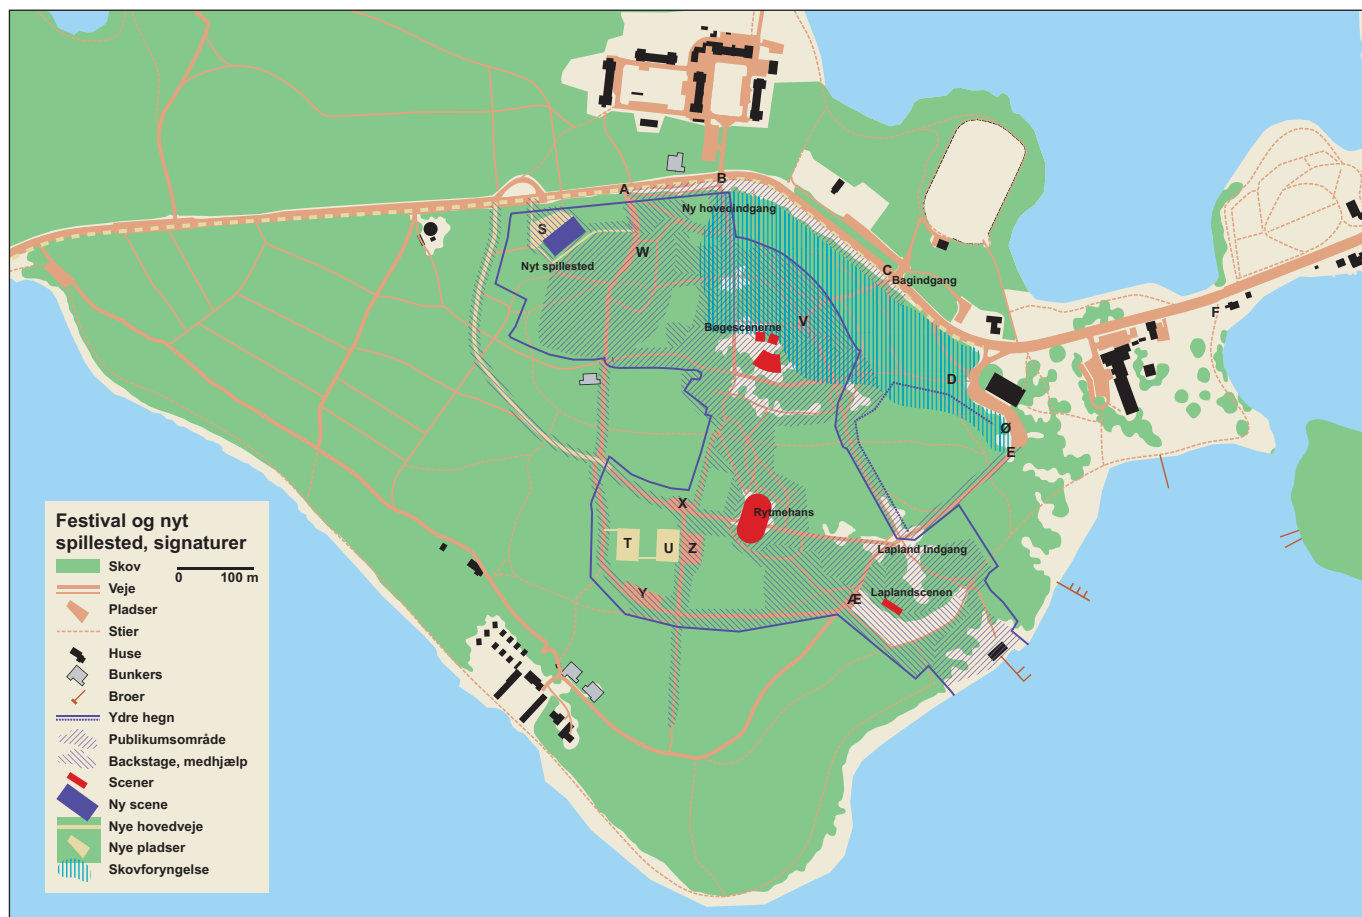 A
B
Ny hovedindgang
S
W
Nyt spillested
C
Bagindgang
F
Bøgescenerne
V
D
Ø
E
X
Rytmehans
T
U
Z
Lapland Indgang
Y
Æ
Laplandscenen
Festival og nyt
spillested, signaturer
Skov
0 100 m
Veje
Pladser
Stier
Huse
Bunkers
Broer
Ydre hegn
Publikumsområde
Backstage, medhjælp
Scener
Ny scene
Nye hovedveje
Nye pladser
Skovforyngelse